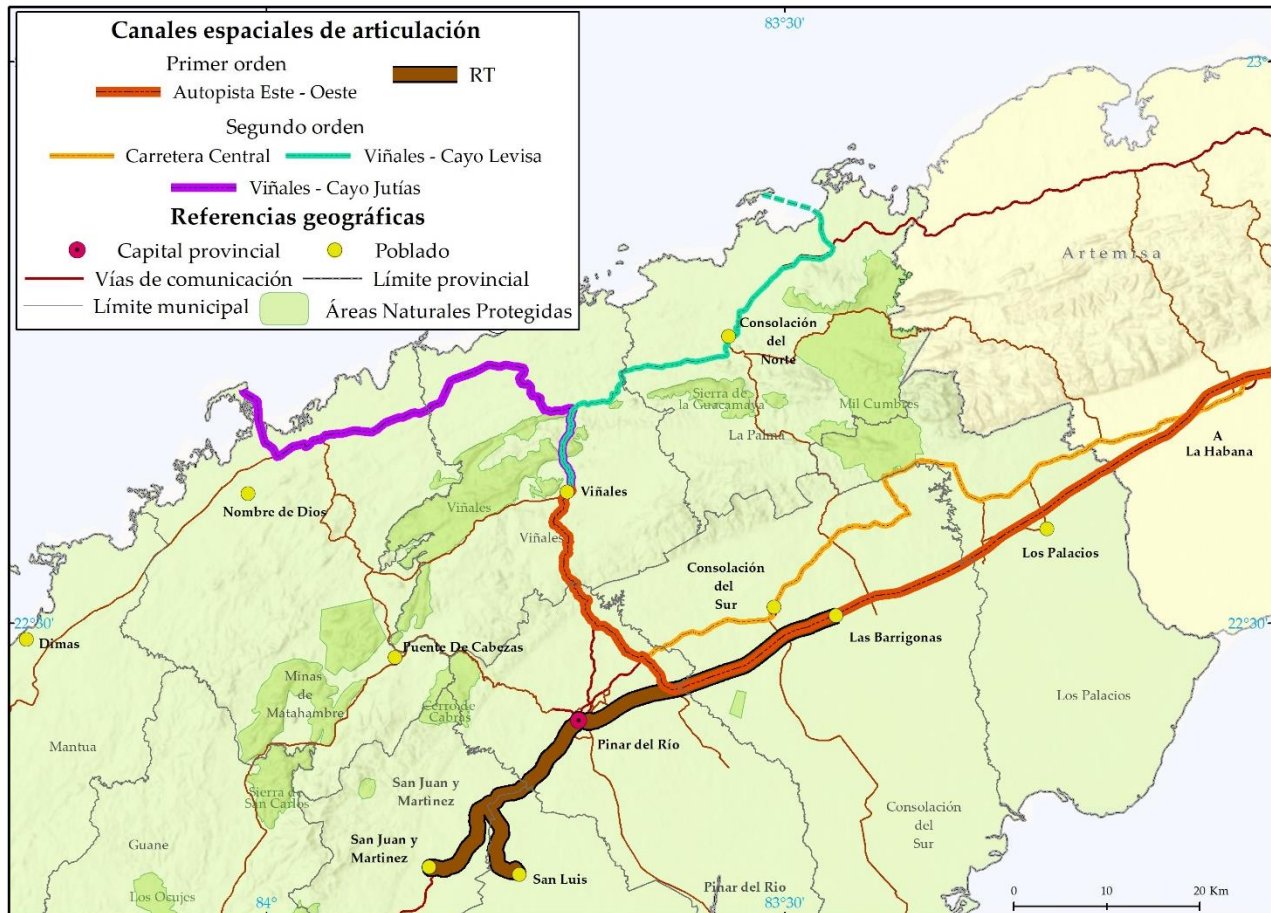 Canales espaciales de articulación
Primer orden
RT
Autopista Este - Oeste
Segundo orden
Carretera Central
Viñales - Cayo Levisa
Viñales - Cayo Jutías
Referencias geográficas
Capital provincial
Poblado
Vías de comunicación
Límite provincial
Límite municipal
Áreas Naturales Protegidas
83°30'
23°
Artemisa
Consolación
del
Norte
Sierra de
la Guacamaya
Mil Cumbres
La Palma
A
La Habana
Viñales
Nombre de Dios
Viñales
Viñales
Los Palacios
Consolación
del
Sur
22°30'
22°30'
Dimas
Las Barrigonas
Puente De Cabezas
Minas
de
Matahambre
Cerro de
Cabras
Los Palacios
Mantua
Pinar del Río
San Juan y
Martìnez
Sierra de
San Carlos
Consolación
del
Sur
San Juan y
Martinez
Guane
San Luis
Pinar del Rio
Los Ocujes
84°
83°30'
0 10 20 Km